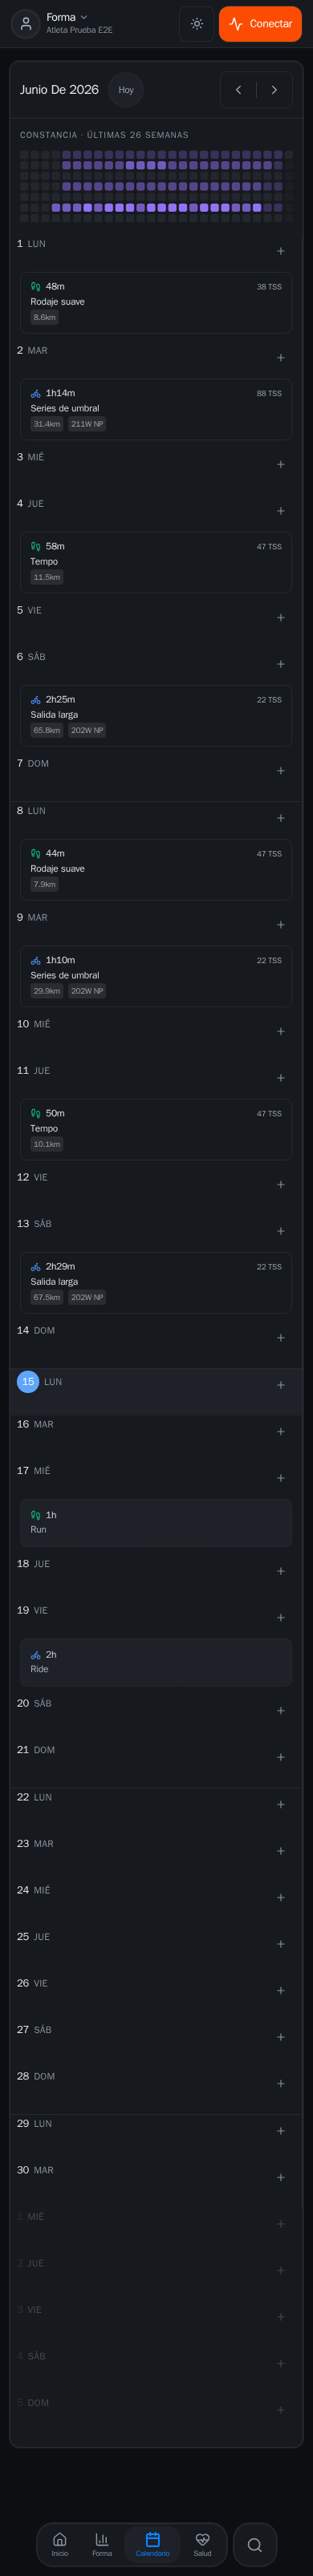 Forma
Atleta Prueba E2E
Conectar
Junio De 2026
Hoy
CONSTANCIA · ÚLTIMAS 26 SEMANAS
1 LUN
48m 38 TSS
Rodaje suave
8.6km
2 MAR
1h14m 88 TSS
Series de umbral
31.4km 211W NP
3 MIÉ
4 JUE
58m 47 TSS
Tempo
11.5km
5 VIE
6 SÁB
2h25m 22 TSS
Salida larga
65.8km 202W NP
7 DOM
8 LUN
44m 47 TSS
Rodaje suave
7.9km
9 MAR
1h10m 22 TSS
Series de umbral
29.9km 202W NP
10 MIÉ
11 JUE
50m 47 TSS
Tempo
10.1km
12 VIE
13 SÁB
2h29m 22 TSS
Salida larga
67.5km 202W NP
14 DOM
15 LUN
16 MAR
17 MIÉ
1h
Run
18 JUE
19 VIE
2h
Ride
20 SÁB
21 DOM
22 LUN
23 MAR
24 MIÉ
25 JUE
26 VIE
27 SÁB
28 DOM
29 LUN
30 MAR
1 MIÉ
2 JUE
3 VIE
4 SÁB
5 DOM
Inicio Forma Calendario Salud